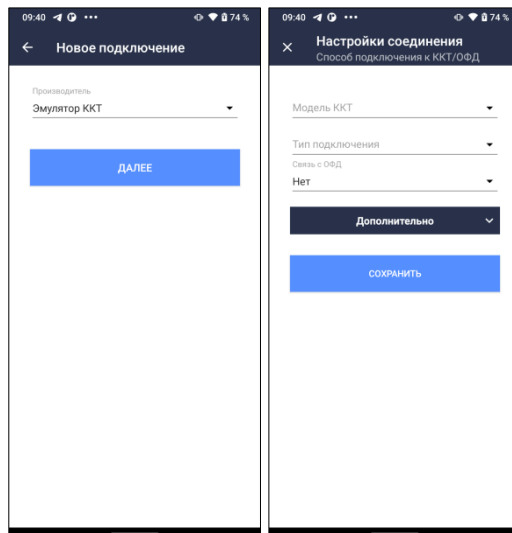 09:40 74 %
Новое подключение
Производитель
Эмулятор ККТ
ДАЛЕЕ
09:40 74 %
Настройки соединения
Способ подключения к ККТ/ОФД
Модель ККТ
Тип подключения
Связь с ОФД
Нет
Дополнительно
СОХРАНИТЬ